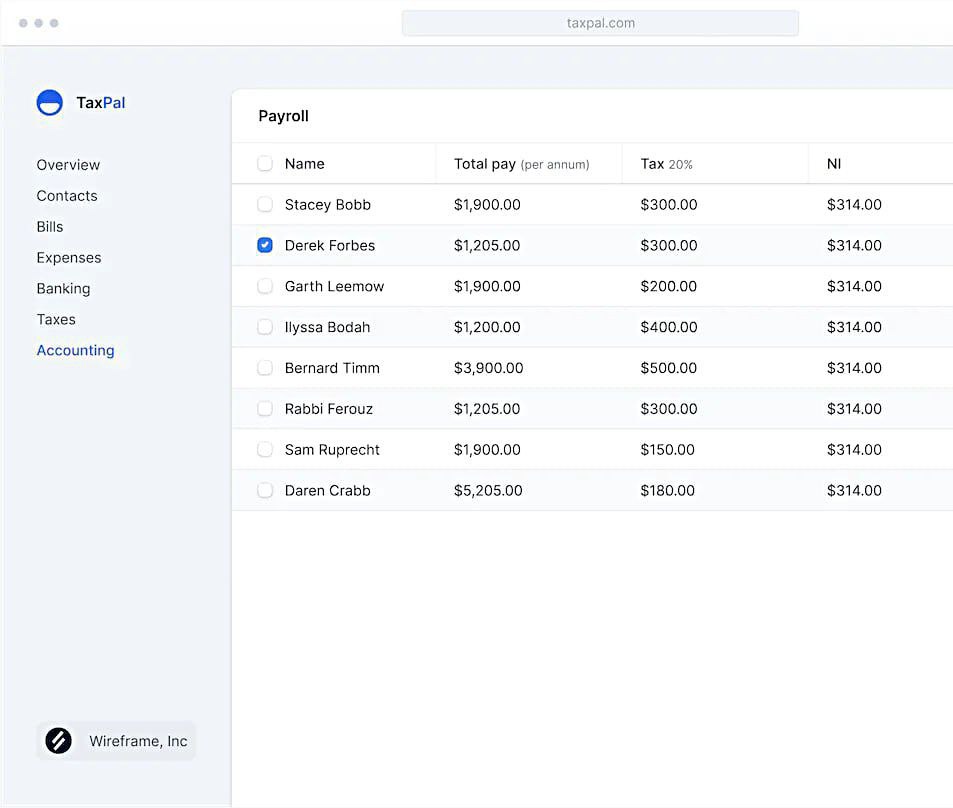 taxpal.com
TaxPal
Overview
Contacts
Bills
Expenses
Banking
Taxes
Accounting
Wireframe, Inc
Payroll
Name Total pay (per annum) Tax 20% NI
Stacey Bobb $1,900.00 $300.00 $314.00
Derek Forbes $1,205.00 $300.00 $314.00
Garth Leemow $1,900.00 $200.00 $314.00
Ilyssa Bodah $1,200.00 $400.00 $314.00
Bernard Timm $3,900.00 $500.00 $314.00
Rabbi Ferouz $1,205.00 $300.00 $314.00
Sam Ruprecht $1,900.00 $150.00 $314.00
Daren Crabb $5,205.00 $180.00 $314.00